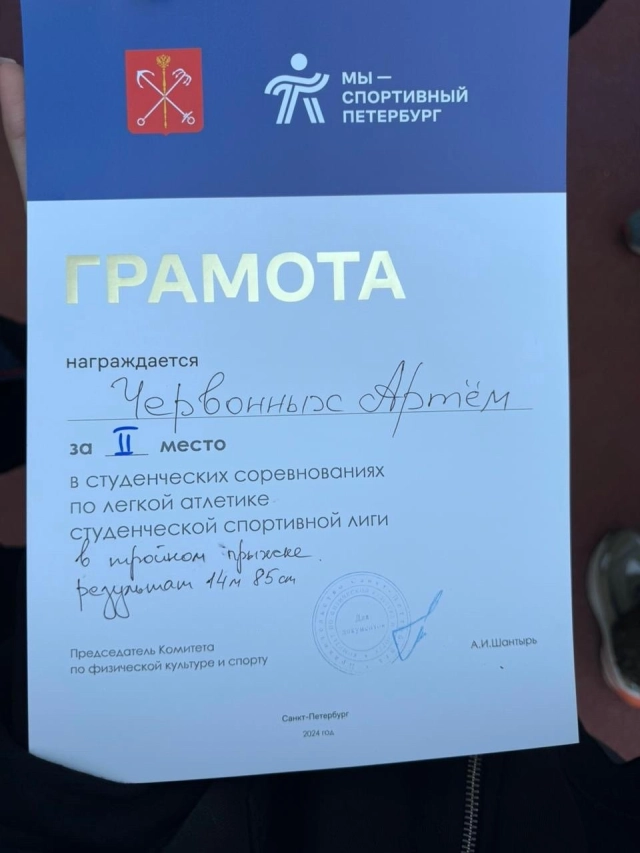 МЫ —
СПОРТИВНЫЙ
ПЕТЕРБУРГ
ГРАМОТА
награждается
Червонных Артём
за II место
в студенческих соревнованиях
по легкой атлетике
студенческой спортивной лиги
в тройном прыжке.
результат 14м 85см
Председатель Комитета
по физической культуре и спорту
А.И.Шантырь
Санкт-Петербург
2024 год